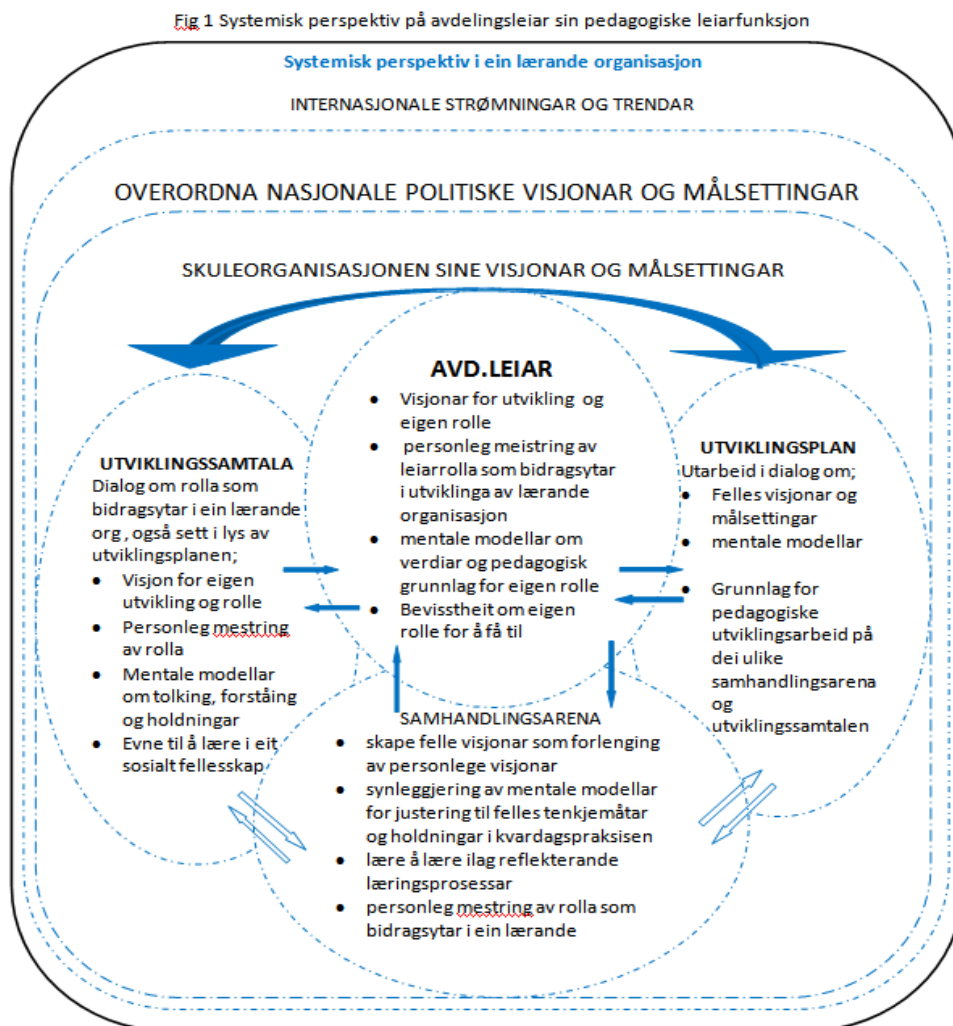 Fig 1 Systemisk perspektiv på avdelingsleiar sin pedagogiske leiarfunksjon
Systemisk perspektiv i ein lærande organisasjon
INTERNASJONALE STRØMNINGAR OG TRENDAR
OVERORDNA NASJONALE POLITISKE VISJONAR OG MÅLSETTINGAR
SKULEORGANISASJONEN SINE VISJONAR OG MÅLSETTINGAR
AVD.LEIAR
• Visjonar for utvikling og
eigen rolle
• personleg meistring av
leiarrolla som bidragsytar
i utviklinga av lærande
organisasjon
• mentale modellar om
verdiar og pedagogisk
grunnlag for eigen rolle
• Bevisstheit om eigen
rolle for å få til
UTVIKLINGSSAMTALA
Dialog om rolla som
bidragsytar i ein lærande
org , også sett i lys av
utviklingsplanen;
• Visjon for eigen
utvikling og rolle
• Personleg mestring
av rolla
• Mentale modellar
om tolking, forståing
og holdningar
• Evne til å lære i eit
sosialt fellesskap
UTVIKLINGSPLAN
Utarbeid i dialog om;
• Felles visjonar og
målsettingar
• mentale modellar
• Grunnlag for
pedagogiske
utviklingsarbeid på
dei ulike
samhandlingsarena
og
utviklingssamtalen
SAMHANDLINGSARENA
• skape felle visjonar som forlenging
av personlege visjonar
• synleggjering av mentale modellar
for justering til felles tenkjemåtar
og holdningar i kvardagspraksisen
• lære å lære ilag reflekterande
læringsprosessar
• personleg mestring av rolla som
bidragsytar i ein lærande